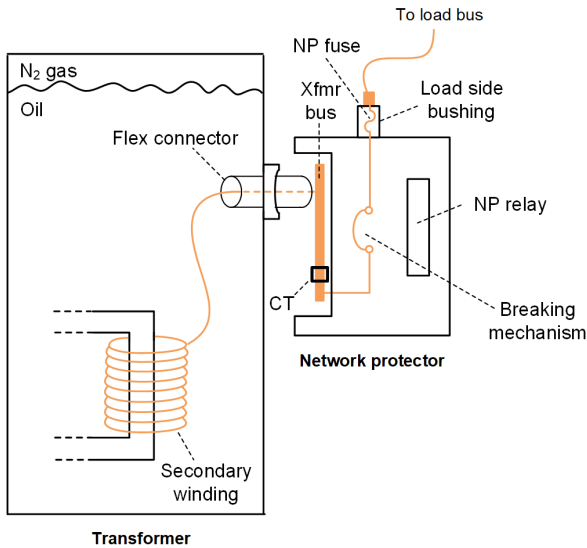 To load bus
NP fuse
N₂ gas
Xfmr
bus
Load side
bushing
Oil
Flex connector
NP relay
CT
Breaking
mechanism
Network protector
Secondary
winding
Transformer